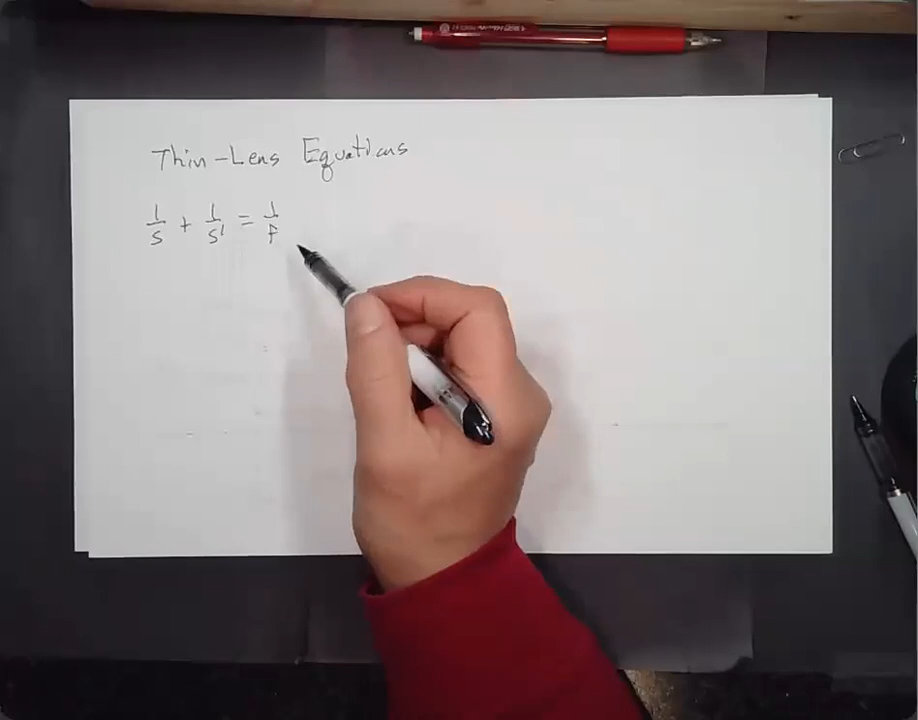 Thin-Lens Equations
1/s + 1/s' = 1/f